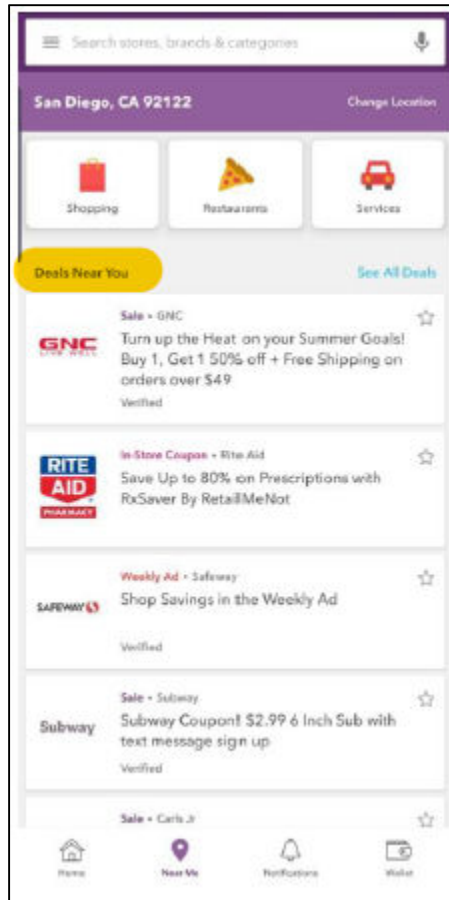 Search stores, brands & categories
San Diego, CA 92122 Change Location
Shopping Restaurants Services
Deals Near You See All Deals
Sale • GNC
GNC
LIVE WELL
Turn up the Heat on your Summer Goals!
Buy 1, Get 1 50% off + Free Shipping on
orders over $49
Verified
In-Store Coupon • Rite Aid
RITE
AID
PHARMACY
Save Up to 80% on Prescriptions with
RxSaver By RetailMeNot
Weekly Ad • Safeway
SAFEWAY
Shop Savings in the Weekly Ad
Verified
Sale • Subway
Subway
Subway Coupon! $2.99 6 Inch Sub with
text message sign up
Verified
Sale • Carls Jr
Home Near Me Notifications Wallet